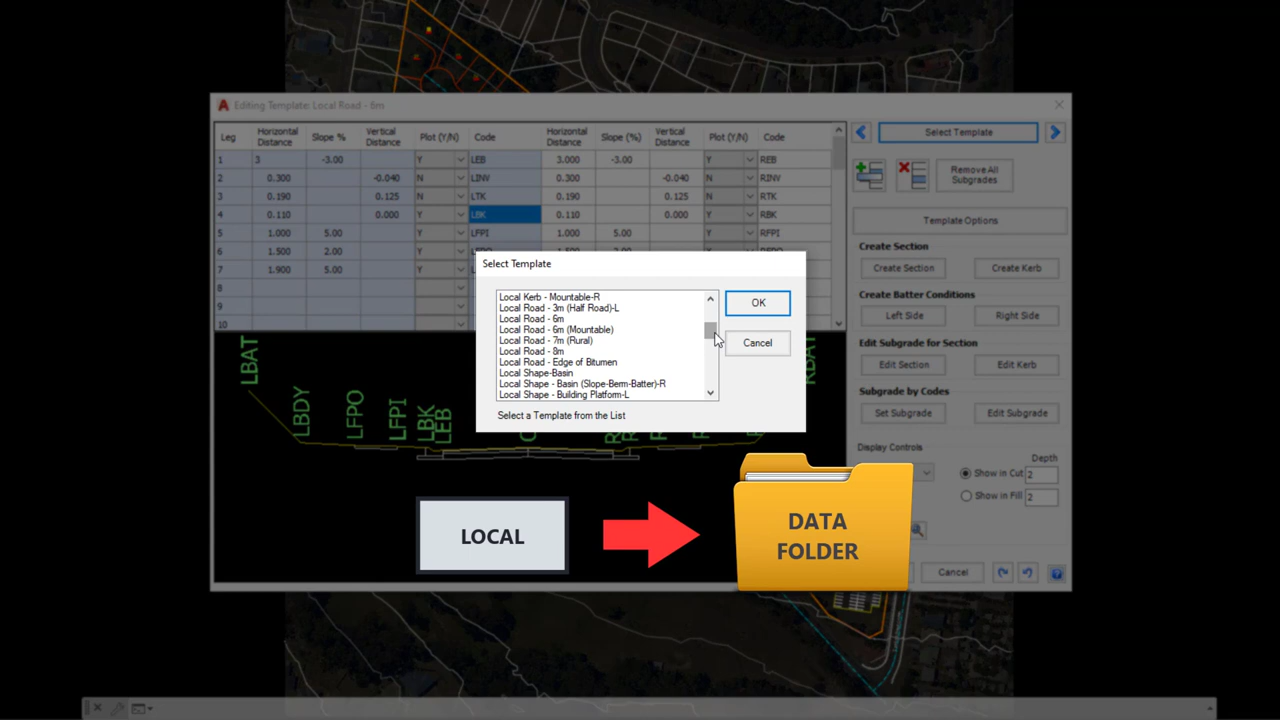 Editing Template: Local Road - 6m
Leg Horizontal Distance Slope % Vertical Distance Plot (Y/N) Code Horizontal Distance Slope (%) Vertical Distance Plot (Y/N) Code
1 3 -3.00 Y LEB 3.000 -3.00 Y REB
2 0.300 -0.040 N LINV 0.300 -0.040 N RINV
3 0.190 0.125 N LTK 0.190 0.125 N RTK
4 0.110 0.000 Y LBK 0.110 0.000 Y RBK
5 1.000 5.00 Y LFPI 1.000 5.00 Y RFPI
6 1.500 2.00 Y
7 1.900 5.00 Y
8
9
10
Select Template
Remove All
Subgrades
Template Options
Create Section
Create Section Create Kerb
Create Batter Conditions
Left Side Right Side
Edit Subgrade for Section
Edit Section Edit Kerb
Subgrade by Codes
Set Subgrade Edit Subgrade
Display Controls
Depth
Show in Cut 2
Show in Fill 2
Cancel
Select Template
Local Kerb - Mountable-R
Local Road - 3m (Half Road)-L
Local Road - 6m
Local Road - 6m (Mountable)
Local Road - 7m (Rural)
Local Road - 8m
Local Road - Edge of Bitumen
Local Shape-Basin
Local Shape - Basin (Slope-Berm-Batter)-R
Local Shape - Building Platform-L
OK
Cancel
Select a Template from the List
LBAT
LBDY
LFPO
LFPI
LBK
LEB
LOCAL
DATA
FOLDER